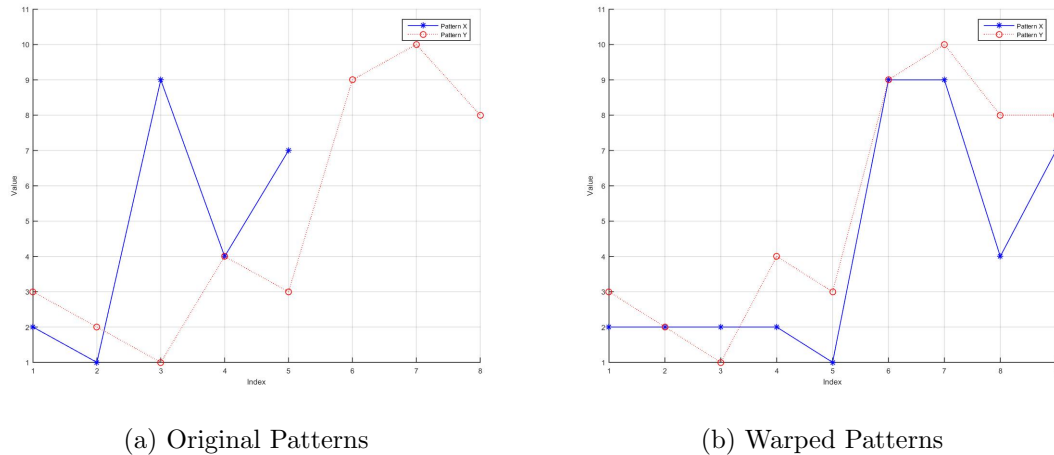 11
10
9
8
7
6
5
4
3
2
1
Value
1 2 3 4 5 6 7 8
Index
Pattern X
Pattern Y
(a) Original Patterns
11
10
9
8
7
6
5
4
3
2
1
Value
1 2 3 4 5 6 7 8
Index
Pattern X
Pattern Y
(b) Warped Patterns